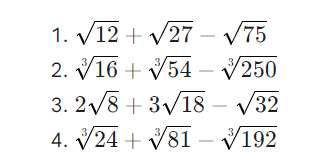 1. √12 + √27 − √75
2. ∛16 + ∛54 − ∛250
3. 2√8 + 3√18 − √32
4. ∛24 + ∛81 − ∛192